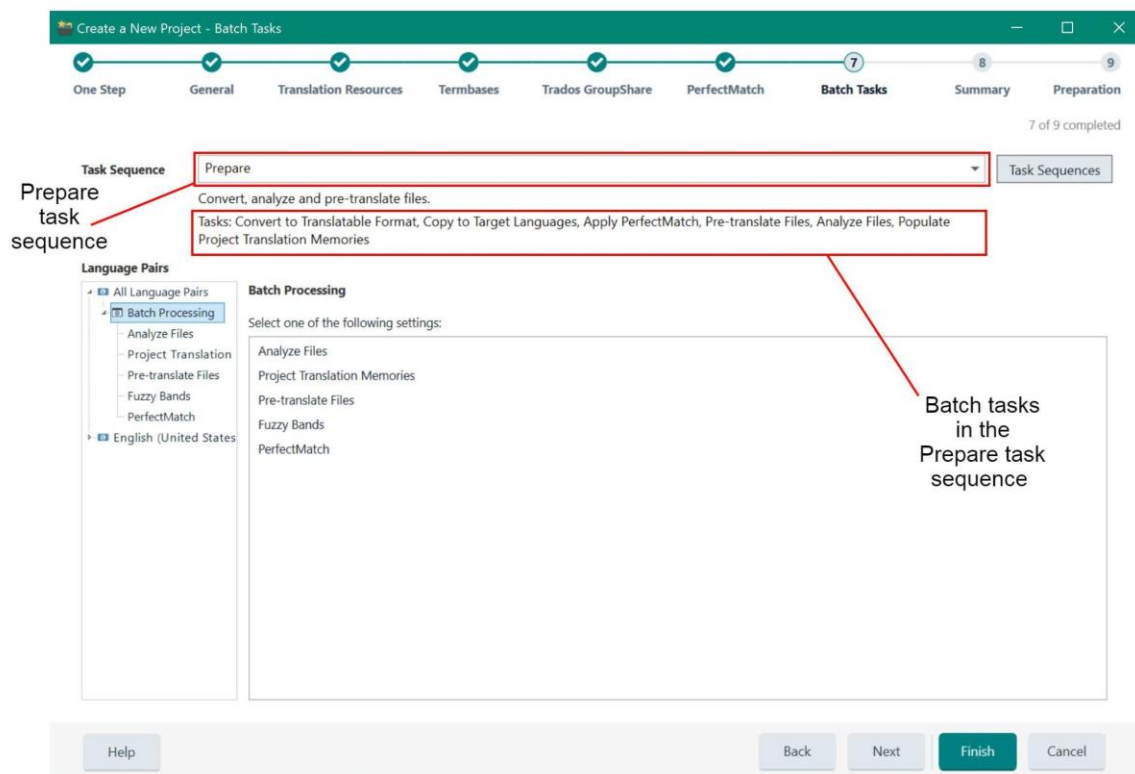 Create a New Project - Batch Tasks
7
8
9
One Step
General
Translation Resources
Termbases
Trados GroupShare
PerfectMatch
Batch Tasks
Summary
Preparation
7 of 9 completed
Task Sequence
Prepare
Task Sequences
Prepare
task
sequence
Convert, analyze and pre-translate files.
Tasks: Convert to Translatable Format, Copy to Target Languages, Apply PerfectMatch, Pre-translate Files, Analyze Files, Populate
Project Translation Memories
Language Pairs
All Language Pairs
Batch Processing
Analyze Files
Project Translation
Pre-translate Files
Fuzzy Bands
PerfectMatch
English (United States
Batch Processing
Select one of the following settings:
Analyze Files
Project Translation Memories
Pre-translate Files
Fuzzy Bands
PerfectMatch
Batch tasks
in the
Prepare task
sequence
Help
Back
Next
Finish
Cancel